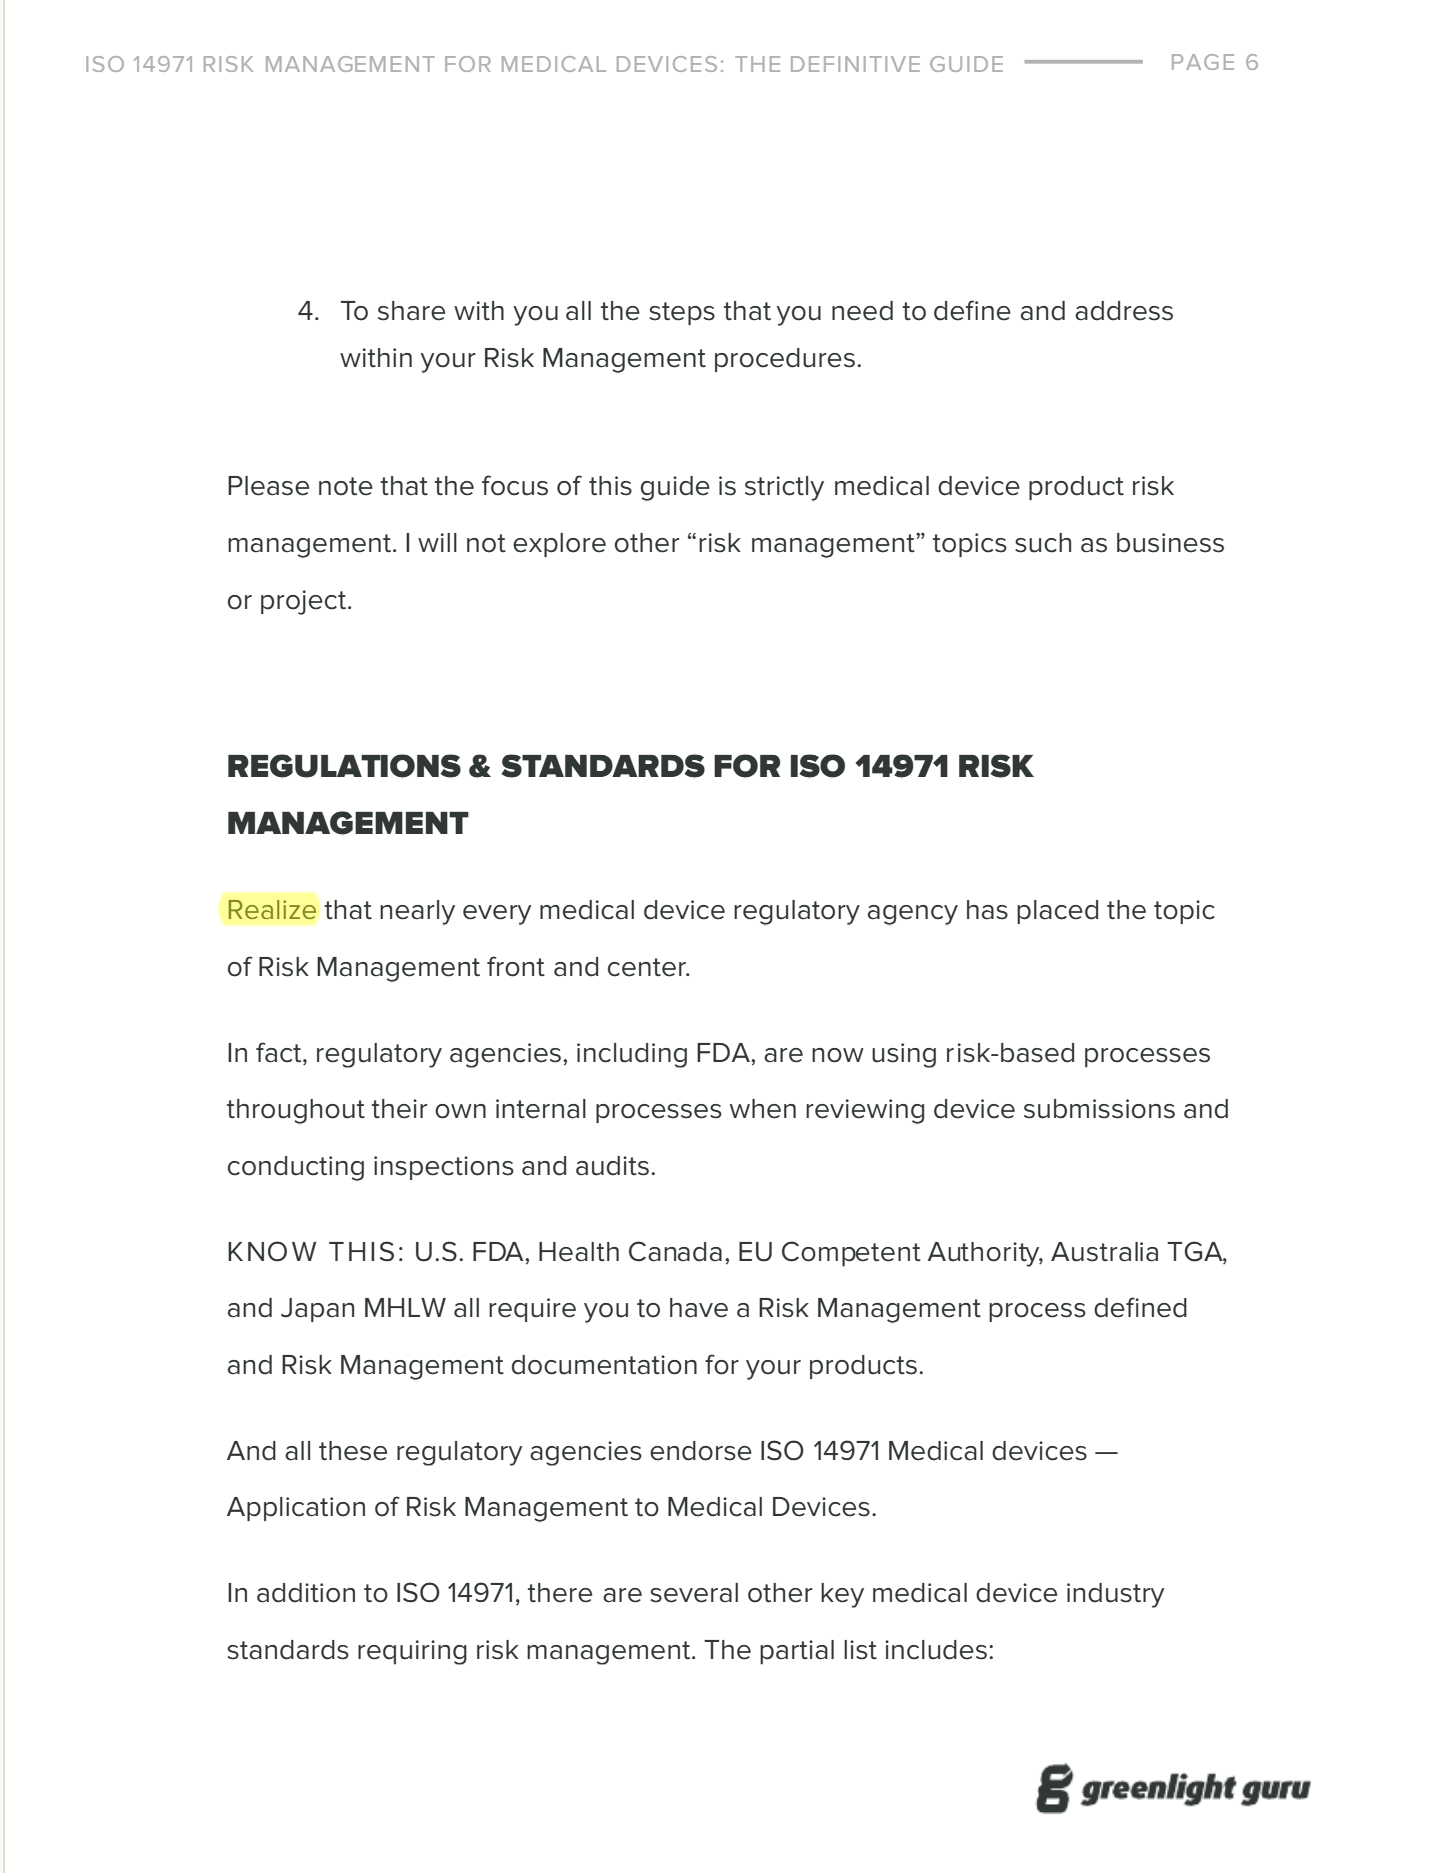 ISO 14971 RISK MANAGEMENT FOR MEDICAL DEVICES: THE DEFINITIVE GUIDE PAGE 6
4. To share with you all the steps that you need to define and address
within your Risk Management procedures.
Please note that the focus of this guide is strictly medical device product risk
management. I will not explore other “risk management” topics such as business
or project.
REGULATIONS & STANDARDS FOR ISO 14971 RISK
MANAGEMENT
Realize that nearly every medical device regulatory agency has placed the topic
of Risk Management front and center.
In fact, regulatory agencies, including FDA, are now using risk-based processes
throughout their own internal processes when reviewing device submissions and
conducting inspections and audits.
KNOW THIS: U.S. FDA, Health Canada, EU Competent Authority, Australia TGA,
and Japan MHLW all require you to have a Risk Management process defined
and Risk Management documentation for your products.
And all these regulatory agencies endorse ISO 14971 Medical devices —
Application of Risk Management to Medical Devices.
In addition to ISO 14971, there are several other key medical device industry
standards requiring risk management. The partial list includes:
greenlight guru